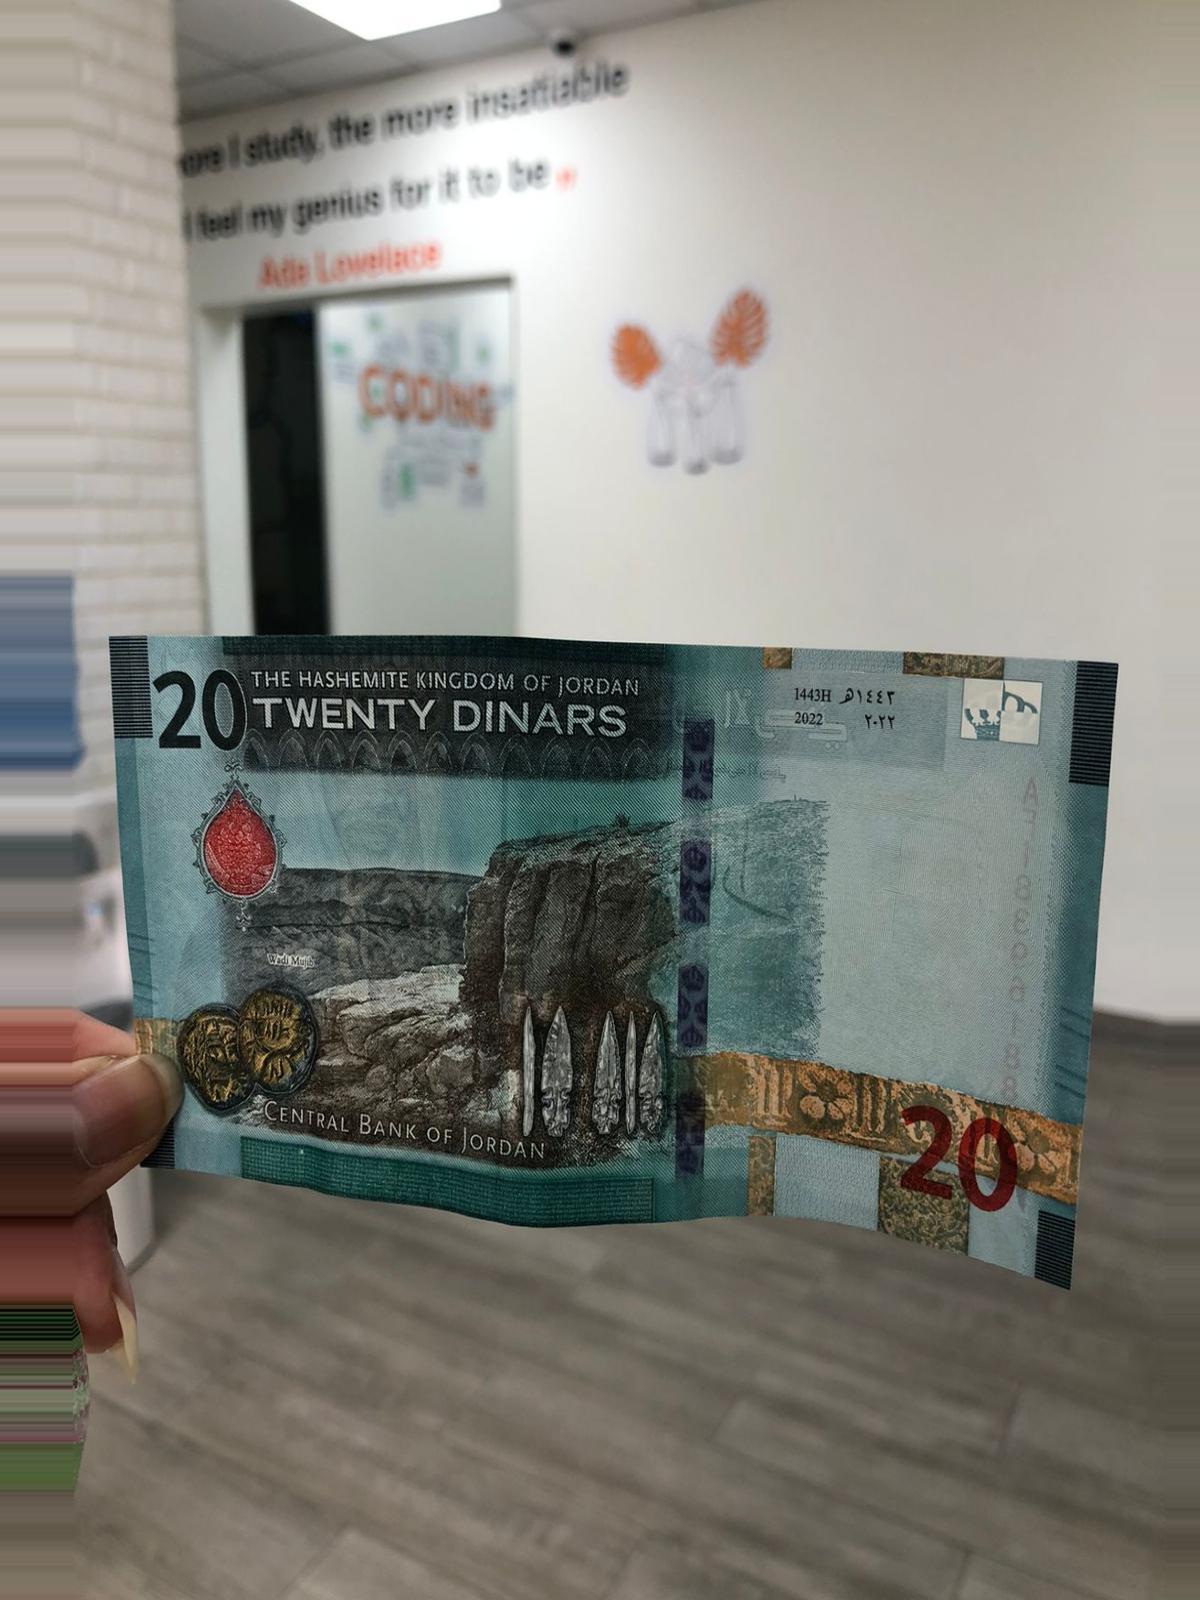 ore I study, the more insatiable
I feel my genius for it to be "
Ada Lovelace
CODING
20
THE HASHEMITE KINGDOM OF JORDAN
TWENTY DINARS
1443H ١٤٤٣هـ
2022 ٢٠٢٢
Wadi Mujib
CENTRAL BANK OF JORDAN
20